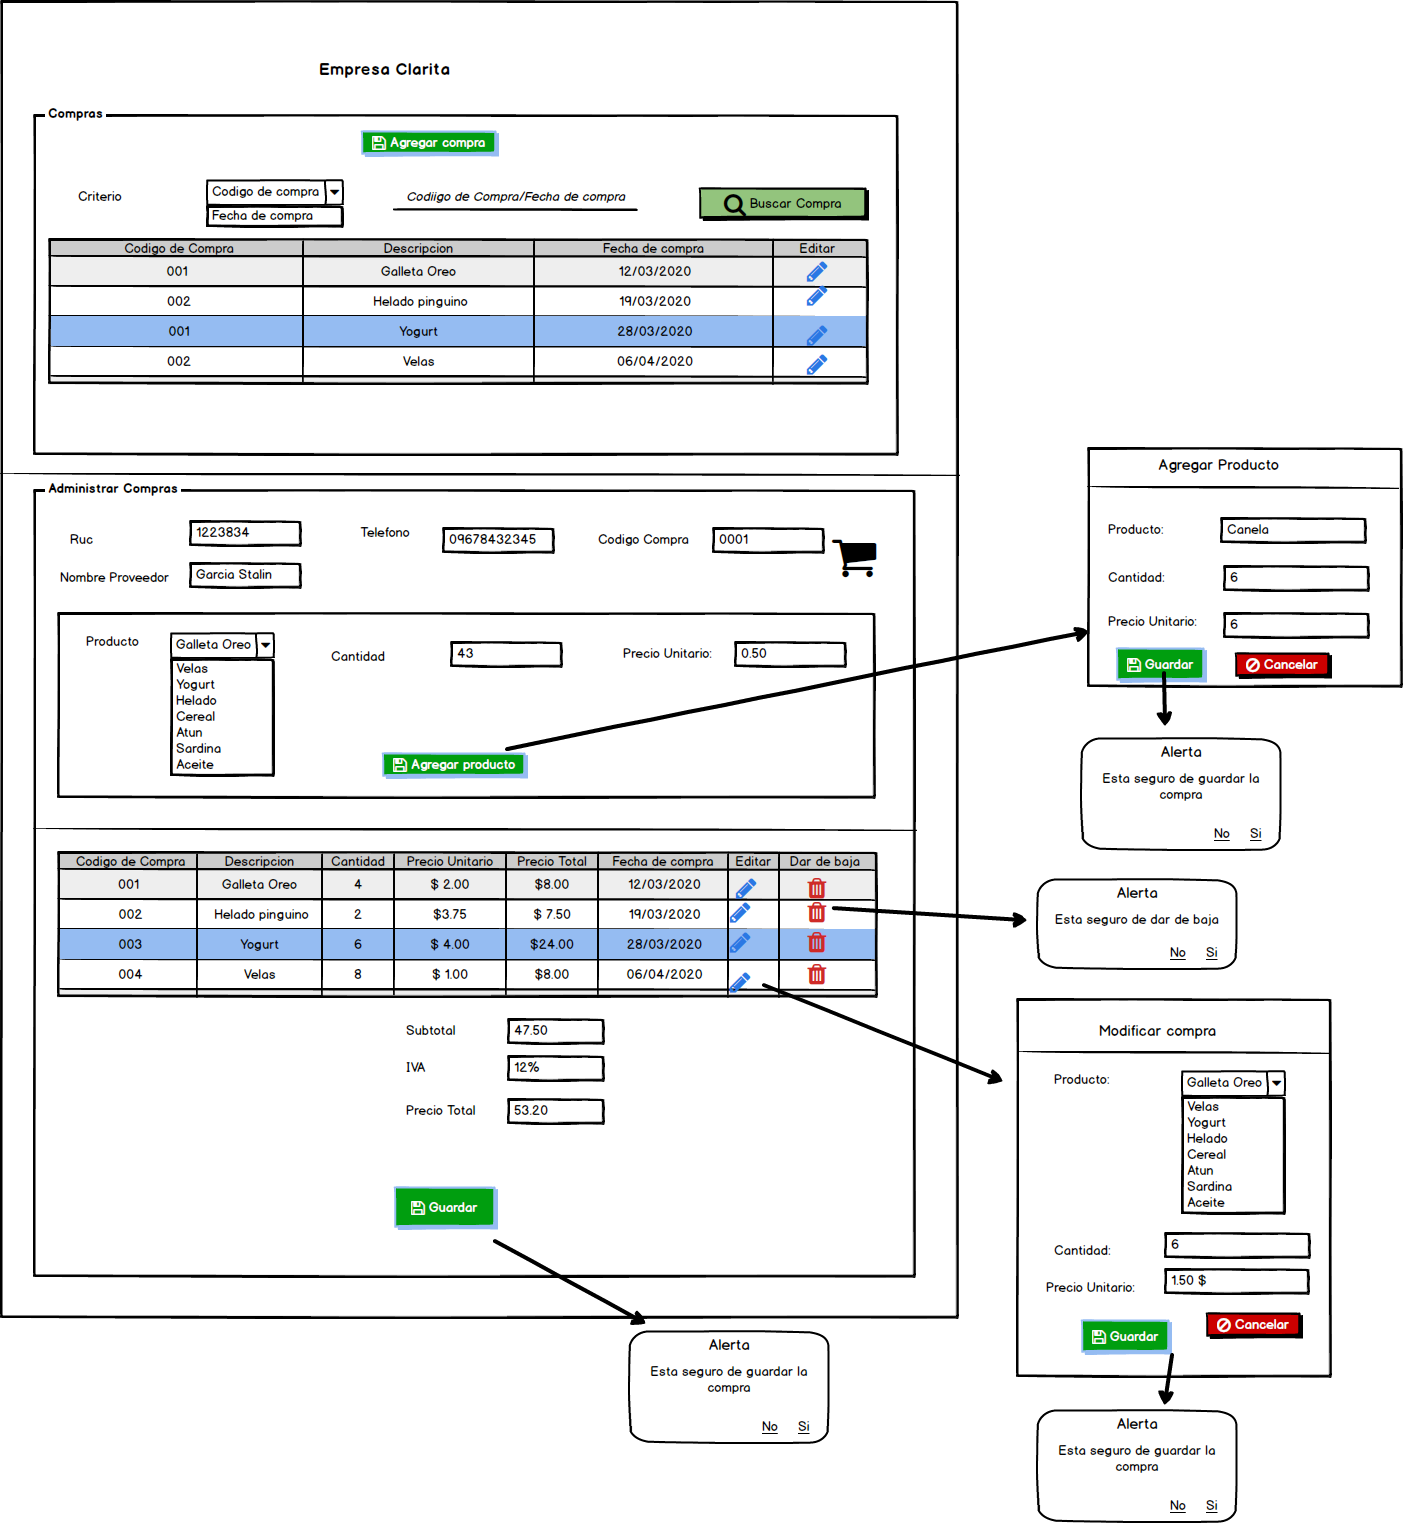 Empresa Clarita
Compras
Agregar compra
Criterio
Codigo de compra
Fecha de compra
Codiigo de Compra/Fecha de compra
Buscar Compra
Codigo de Compra Descripcion Fecha de compra Editar
001 Galleta Oreo 12/03/2020
002 Helado pinguino 19/03/2020
001 Yogurt 28/03/2020
002 Velas 06/04/2020
Administrar Compras
Ruc 1223834 Telefono 09678432345 Codigo Compra 0001
Nombre Proveedor Garcia Stalin
Producto Galleta Oreo Cantidad 43 Precio Unitario: 0.50
Velas
Yogurt
Helado
Cereal
Atun
Sardina
Aceite
Agregar producto
Codigo de Compra Descripcion Cantidad Precio Unitario Precio Total Fecha de compra Editar Dar de baja
001 Galleta Oreo 4 $ 2.00 $8.00 12/03/2020
002 Helado pinguino 2 $3.75 $ 7.50 19/03/2020
003 Yogurt 6 $ 4.00 $24.00 28/03/2020
004 Velas 8 $ 1.00 $8.00 06/04/2020
Subtotal 47.50
IVA 12%
Precio Total 53.20
Guardar
Alerta
Esta seguro de guardar la
compra
No Si
Agregar Producto
Producto: Canela
Cantidad: 6
Precio Unitario: 6
Guardar Cancelar
Alerta
Esta seguro de guardar la
compra
No Si
Alerta
Esta seguro de dar de baja
No Si
Modificar compra
Producto: Galleta Oreo
Velas
Yogurt
Helado
Cereal
Atun
Sardina
Aceite
Cantidad: 6
Precio Unitario: 1.50 $
Guardar Cancelar
Alerta
Esta seguro de guardar la
compra
No Si